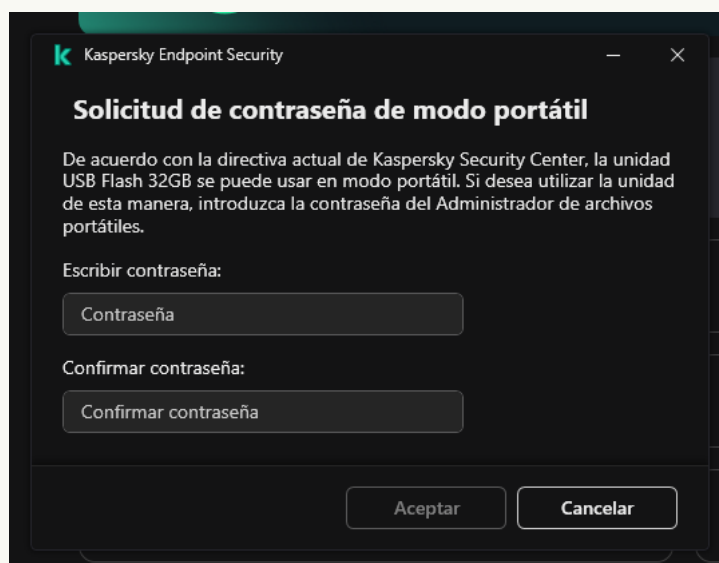 Kaspersky Endpoint Security
Solicitud de contraseña de modo portátil
De acuerdo con la directiva actual de Kaspersky Security Center, la unidad
USB Flash 32GB se puede usar en modo portátil. Si desea utilizar la unidad
de esta manera, introduzca la contraseña del Administrador de archivos
portátiles.
Escribir contraseña:
Contraseña
Confirmar contraseña:
Confirmar contraseña
Aceptar Cancelar